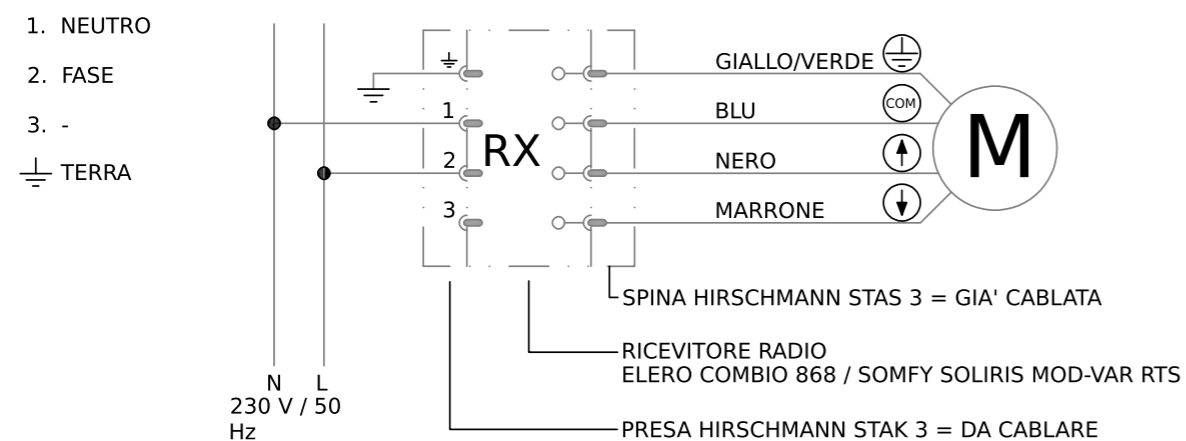 1. NEUTRO
2. FASE
3. -
TERRA
1
2
3
RX
GIALLO/VERDE
BLU
COM
NERO
MARRONE
M
SPINA HIRSCHMANN STAS 3 = GIA' CABLATA
RICEVITORE RADIO
ELERO COMBIO 868 / SOMFY SOLIRIS MOD-VAR RTS
PRESA HIRSCHMANN STAK 3 = DA CABLARE
N L
230 V / 50
Hz